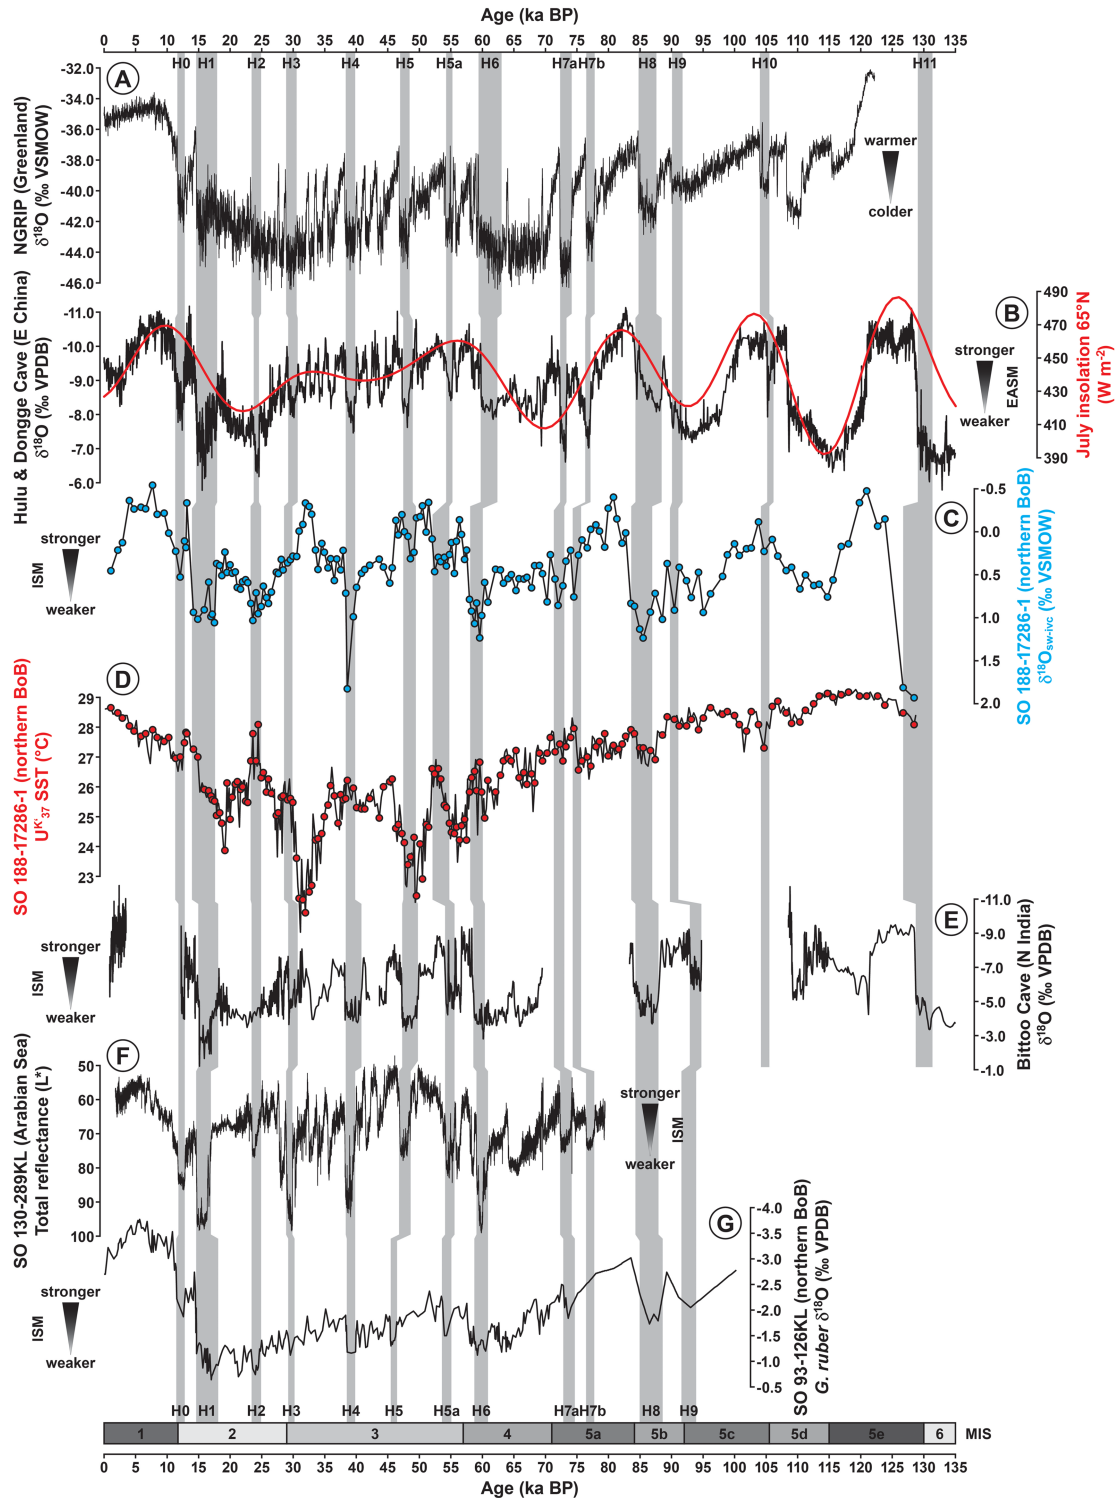 Age (ka BP)
0 5 10 15 20 25 30 35 40 45 50 55 60 65 70 75 80 85 90 95 100 105 110 115 120 125 130 135
H0 H1 H2 H3 H4 H5 H5a H6 H7a H7b H8 H9 H10 H11
A
NGRIP (Greenland)
δ18O (‰ VSMOW)
-32.0
-34.0
-36.0
-38.0
-40.0
-42.0
-44.0
-46.0
warmer
colder
B
Hulu & Dongge Cave (E China)
δ18O (‰ VPDB)
-11.0
-10.0
-9.0
-8.0
-7.0
-6.0
stronger
EASM
weaker
490
470
450
430
410
390
July insolation 65°N
(W m-2)
C
stronger
ISM
weaker
-0.5
0.0
0.5
1.0
1.5
2.0
SO 188-17286-1 (northern BoB)
δ18Osw-ivc (‰ VSMOW)
D
SO 188-17286-1 (northern BoB)
UK'37 SST (°C)
29
28
27
26
25
24
23
E
stronger
ISM
weaker
-11.0
-9.0
-7.0
-5.0
-3.0
-1.0
Bittoo Cave (N India)
δ18O (‰ VPDB)
F
SO 130-289KL (Arabian Sea)
Total reflectance (L*)
50
60
70
80
90
100
stronger
ISM
weaker
G
stronger
ISM
weaker
-4.0
-3.5
-3.0
-2.5
-2.0
-1.5
-1.0
-0.5
SO 93-126KL (northern BoB)
G. ruber δ18O (‰ VPDB)
H0 H1 H2 H3 H4 H5 H5a H6 H7a H7b H8 H9
1 2 3 4 5a 5b 5c 5d 5e 6 MIS
0 5 10 15 20 25 30 35 40 45 50 55 60 65 70 75 80 85 90 95 100 105 110 115 120 125 130 135
Age (ka BP)